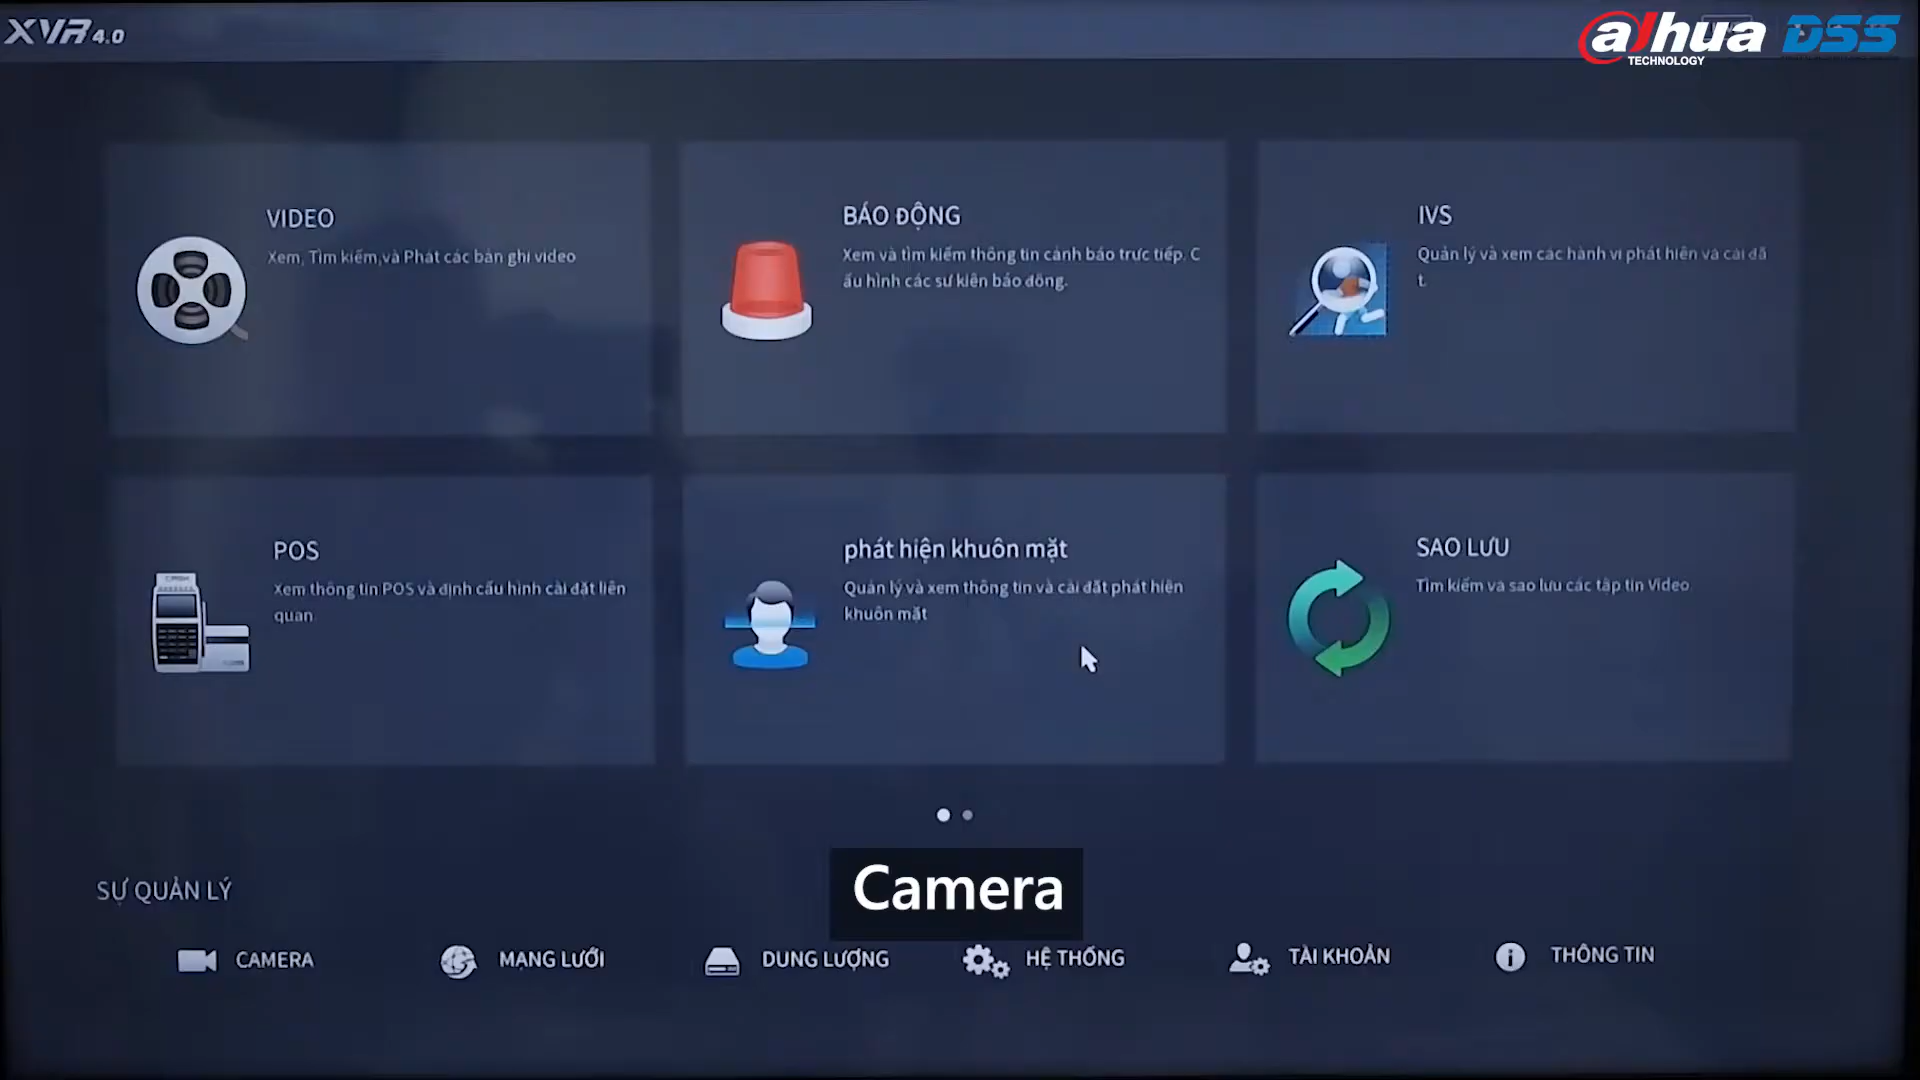 XVR 4.0
alhua DSS
TECHNOLOGY
VIDEO
Xem, Tìm kiếm,và Phát các bản ghi video
BÁO ĐỘNG
Xem và tìm kiếm thông tin cảnh báo trực tiếp. C
ấu hình các sự kiện báo động.
IVS
Quản lý và xem các hành vi phát hiện và cài đặ
t.
POS
Xem thông tin POS và định cấu hình cài đặt liên
quan
phát hiện khuôn mặt
Quản lý và xem thông tin và cài đặt phát hiện
khuôn mặt
SAO LƯU
Tìm kiếm và sao lưu các tập tin Video
Camera
SỰ QUẢN LÝ
CAMERA
MẠNG LƯỚI
DUNG LƯỢNG
HỆ THỐNG
TÀI KHOẢN
THÔNG TIN